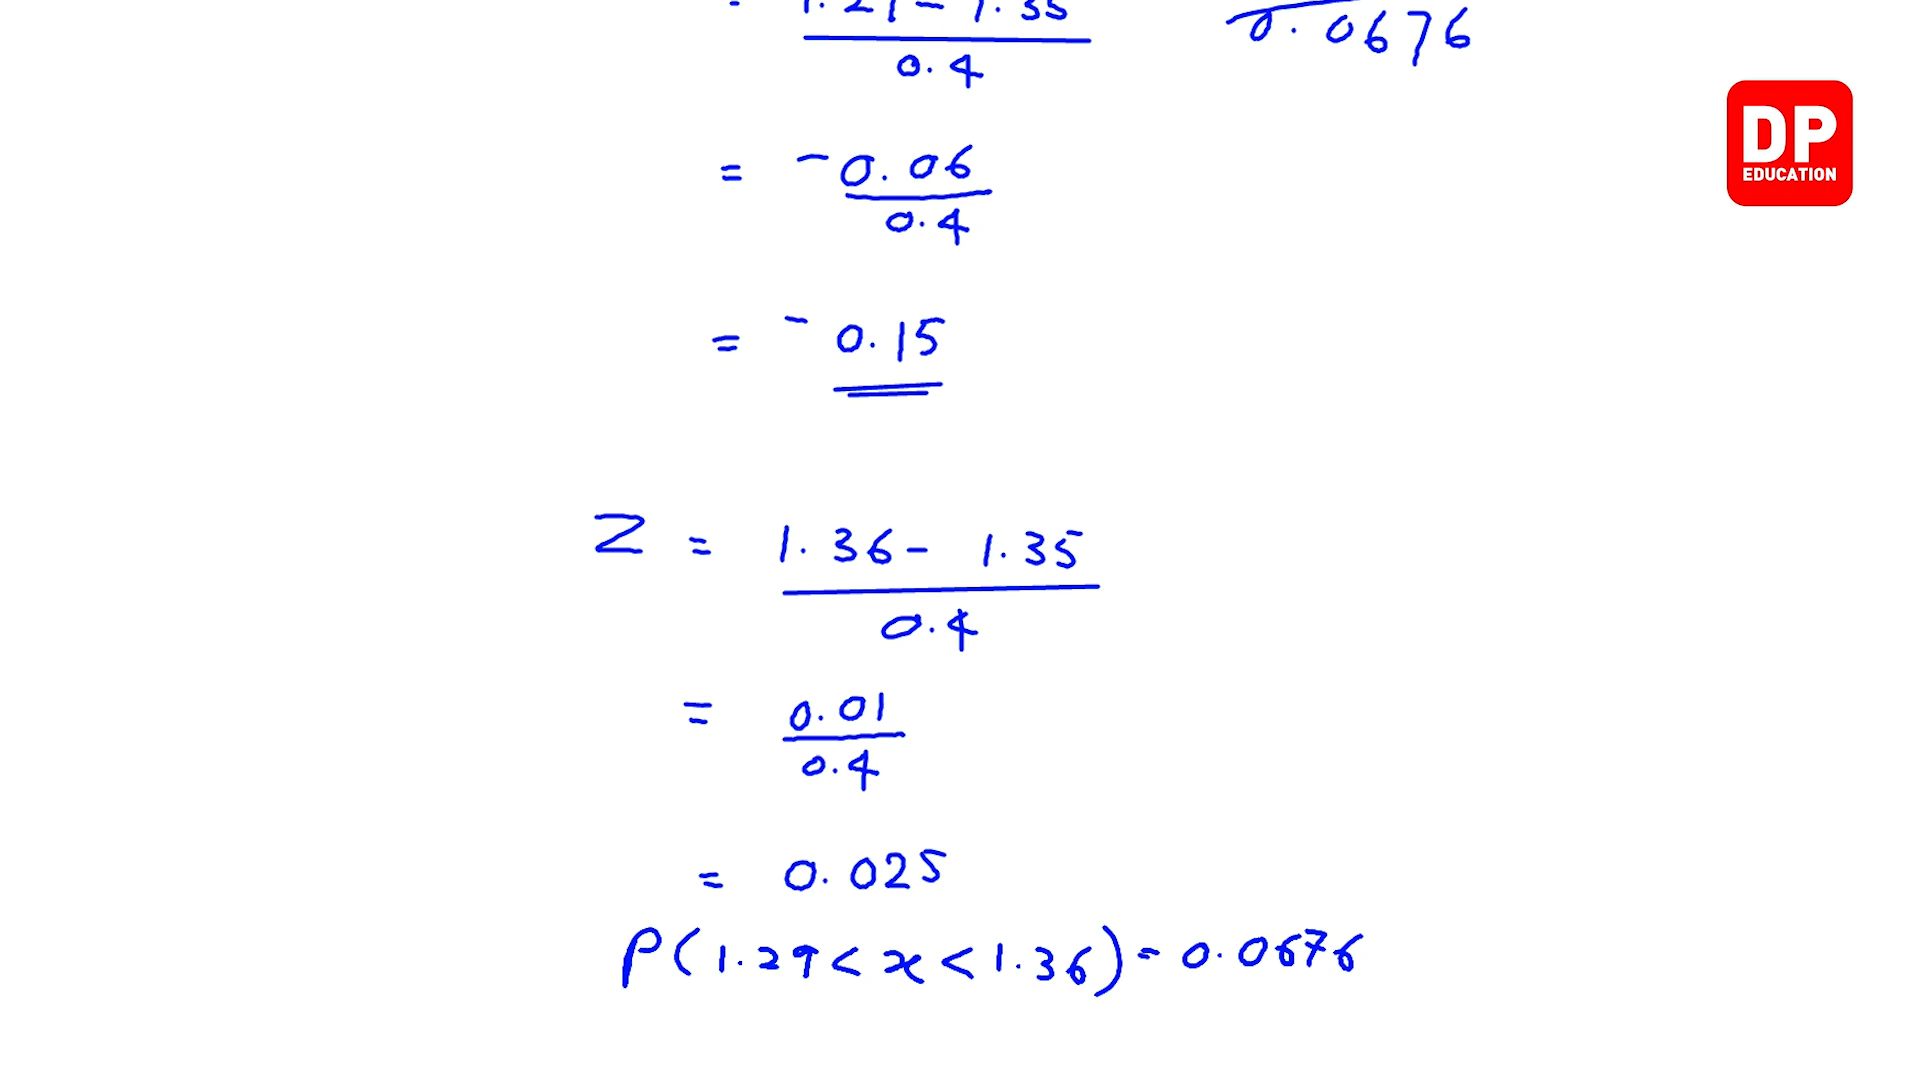 = 1.29 - 1.35
0.4
0.0676
DP
EDUCATION
= -0.06
0.4
= -0.15
Z = 1.36 - 1.35
0.4
= 0.01
0.4
= 0.025
P(1.29 < x < 1.36) = 0.0676